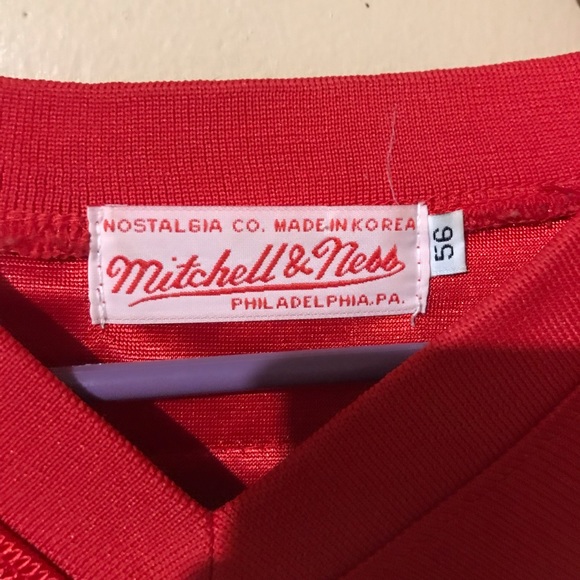 NOSTALGIA CO. MADE-IN KOREA
Mitchell & Ness
PHILADELPHIA, PA.
56